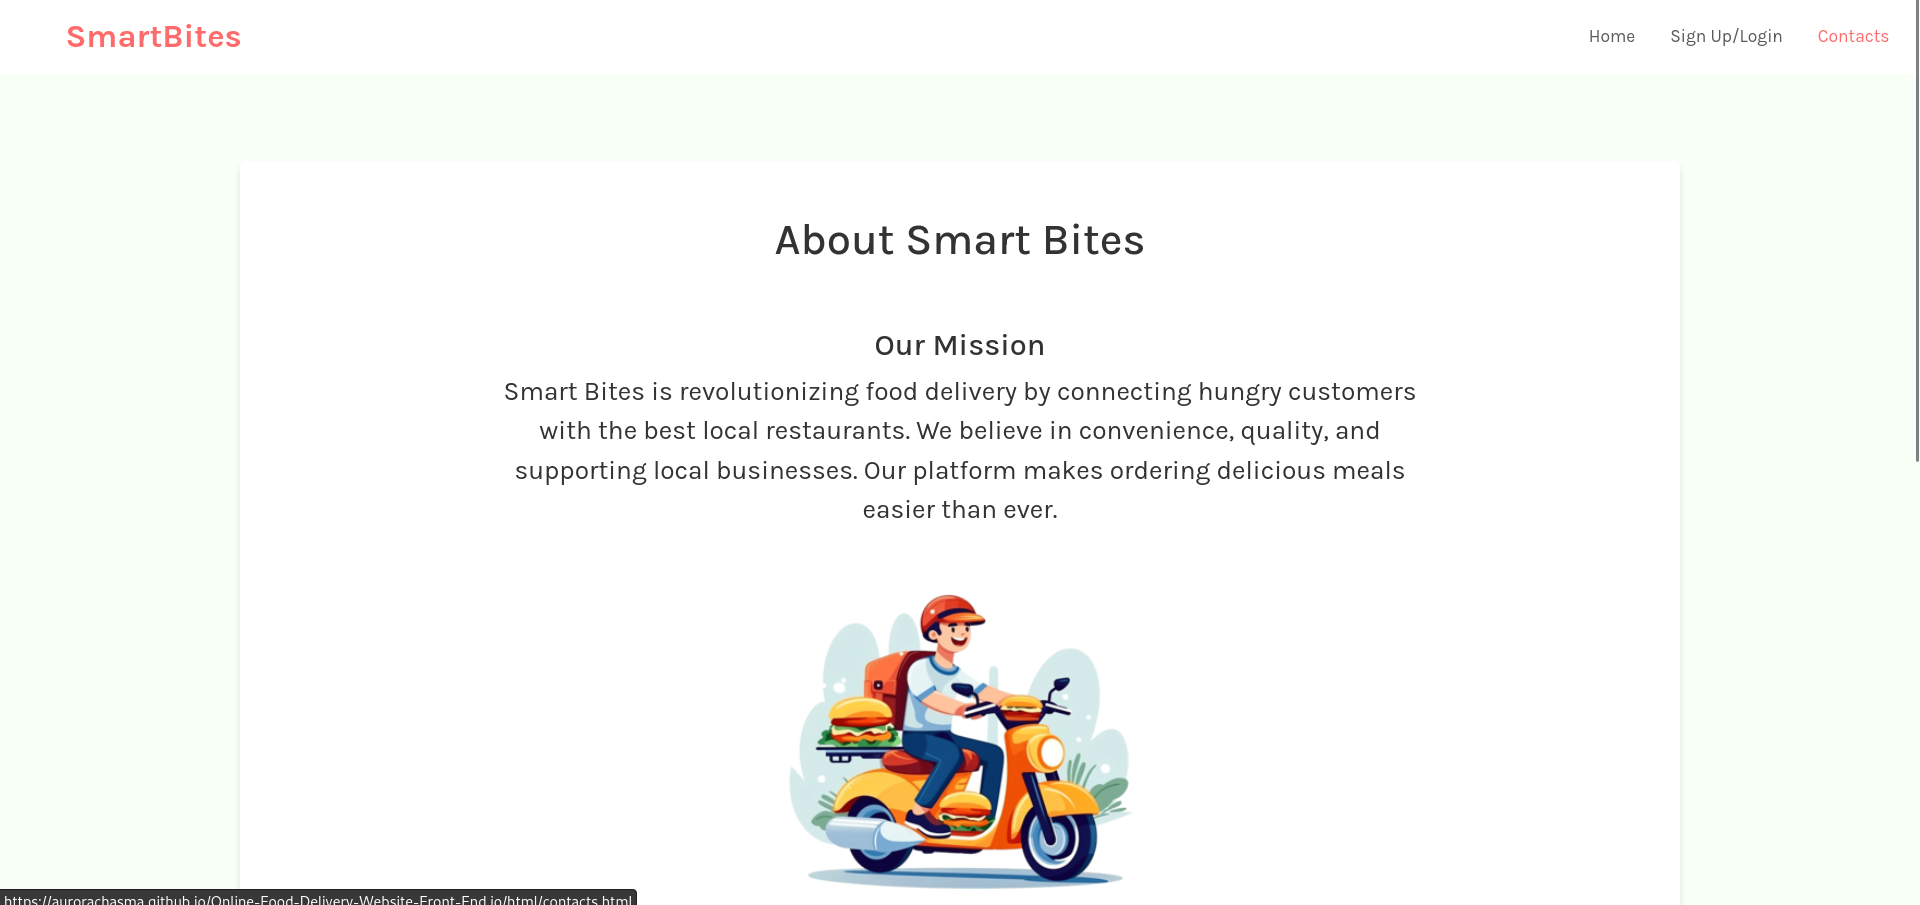 SmartBites
Home
Sign Up/Login
Contacts
About Smart Bites
Our Mission
Smart Bites is revolutionizing food delivery by connecting hungry customers
with the best local restaurants. We believe in convenience, quality, and
supporting local businesses. Our platform makes ordering delicious meals
easier than ever.
https://aurorachasma.github.io/Online-Food-Delivery-Website-Front-End.io/html/contacts.html